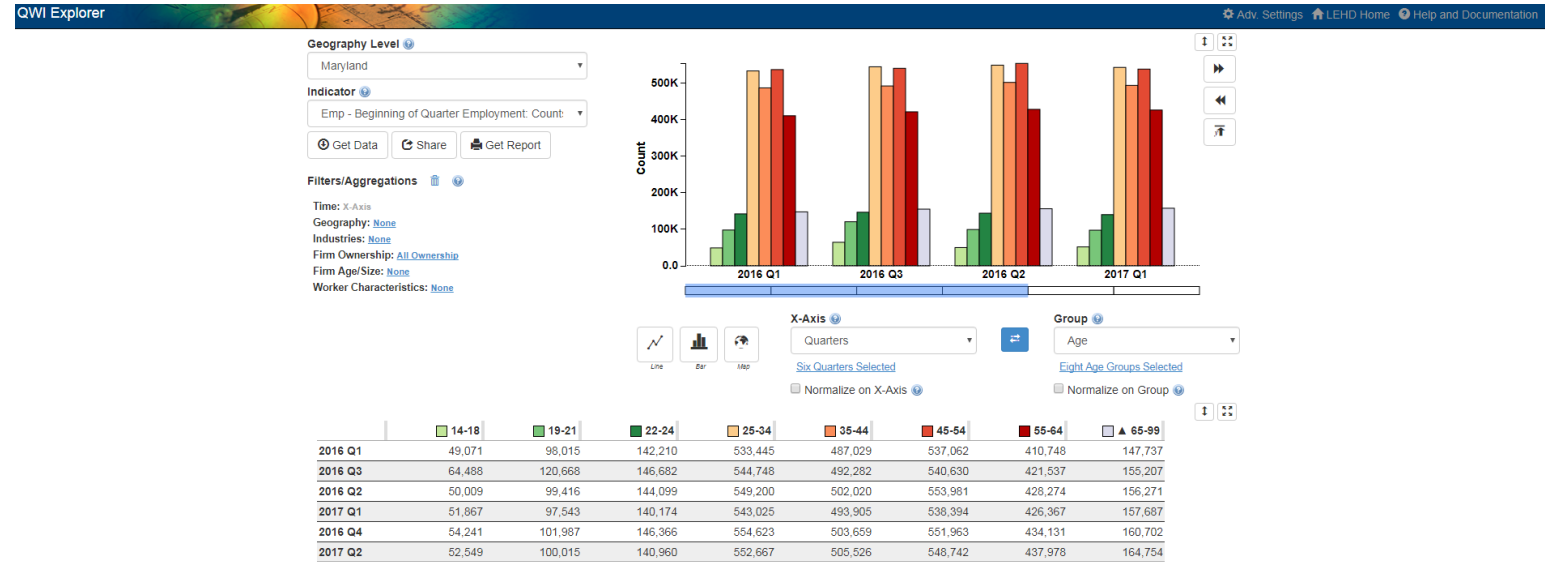 QWI Explorer
Adv. Settings LEHD Home Help and Documentation
Geography Level
Maryland
Indicator
Emp - Beginning of Quarter Employment: Count:
Get Data Share Get Report
Filters/Aggregations
Time: X-Axis
Geography: None
Industries: None
Firm Ownership: All Ownership
Firm Age/Size: None
Worker Characteristics: None
Count
500K
400K
300K
200K
100K
0.0
2016 Q1 2016 Q3 2016 Q2 2017 Q1
Line Bar Map
X-Axis
Quarters
Six Quarters Selected
Normalize on X-Axis
Group
Age
Eight Age Groups Selected
Normalize on Group
14-18 19-21 22-24 25-34 35-44 45-54 55-64 ▲ 65-99
2016 Q1 49,071 98,015 142,210 533,445 487,029 537,062 410,748 147,737
2016 Q3 64,488 120,668 146,682 544,748 492,282 540,630 421,537 155,207
2016 Q2 50,009 99,416 144,099 549,200 502,020 553,981 428,274 156,271
2017 Q1 51,867 97,543 140,174 543,025 493,905 538,394 426,367 157,687
2016 Q4 54,241 101,987 146,366 554,623 503,659 551,963 434,131 160,702
2017 Q2 52,549 100,015 140,960 552,667 505,526 548,742 437,978 164,754